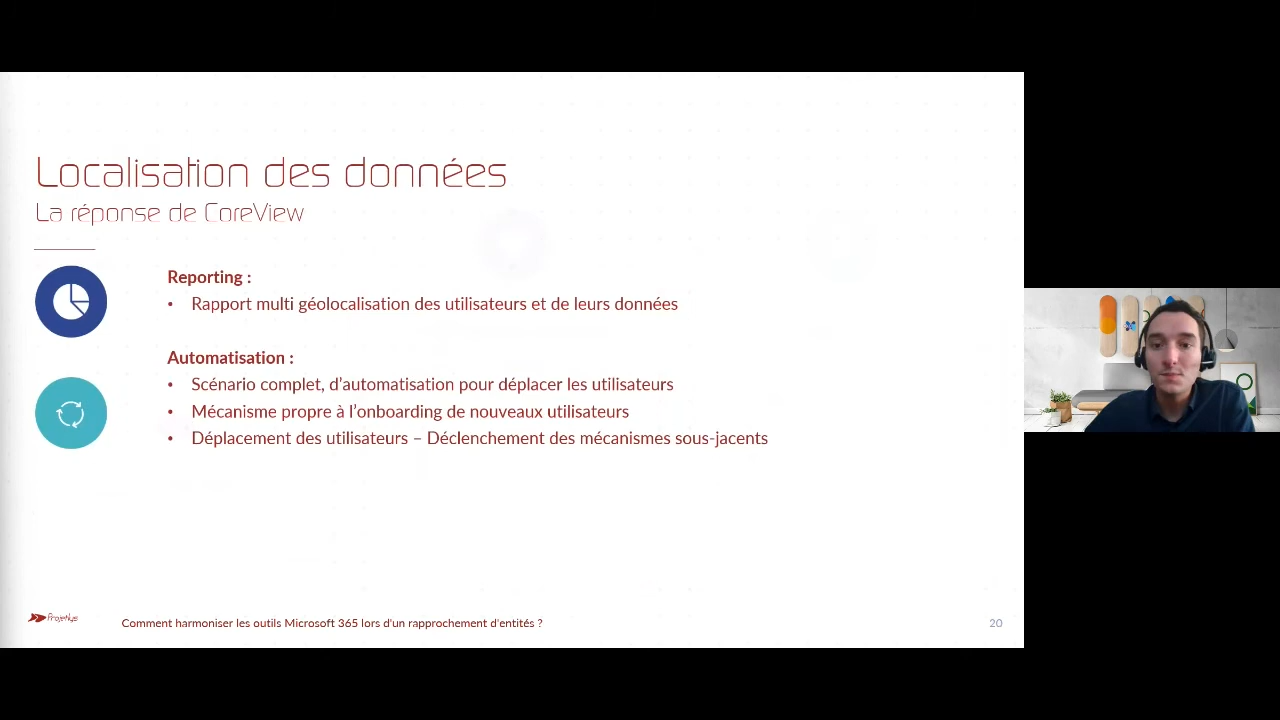 Localisation des données
La réponse de CoreView
Reporting :
• Rapport multi géolocalisation des utilisateurs et de leurs données
Automatisation :
• Scénario complet, d'automatisation pour déplacer les utilisateurs
• Mécanisme propre à l'onboarding de nouveaux utilisateurs
• Déplacement des utilisateurs – Déclenchement des mécanismes sous-jacents
Projetlys
Comment harmoniser les outils Microsoft 365 lors d'un rapprochement d'entités ?
20